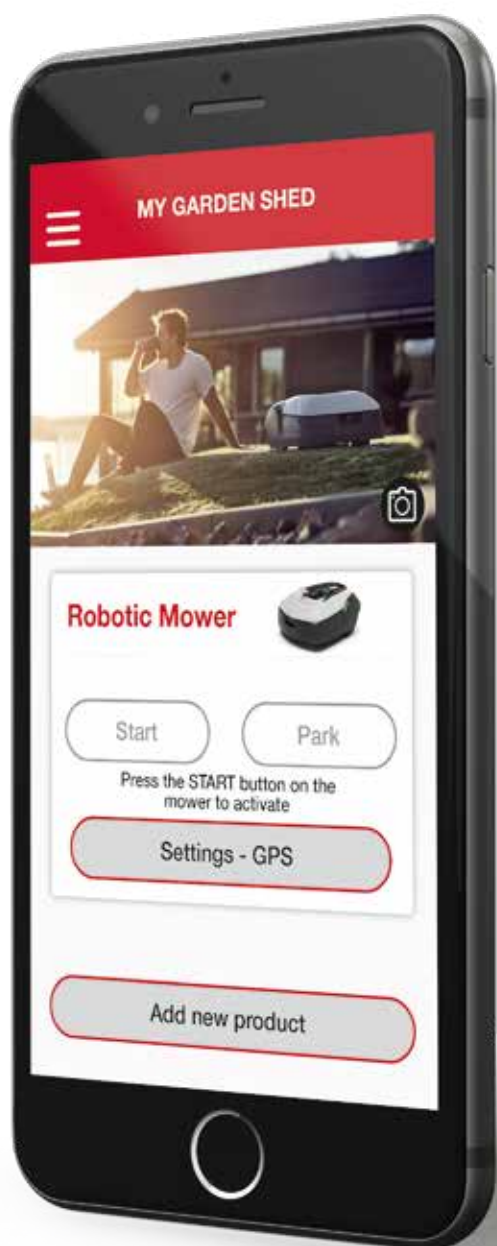 MY GARDEN SHED
Robotic Mower
Start
Park
Press the START button on the
mower to activate
Settings - GPS
Add new product